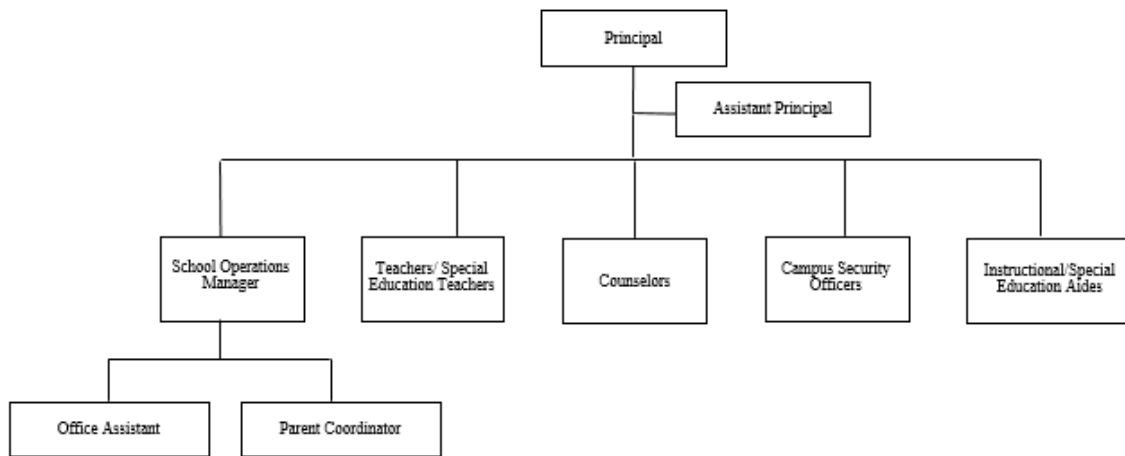 Principal
Assistant Principal
School Operations
Manager
Teachers/ Special
Education Teachers
Counselors
Campus Security
Officers
Instructional/Special
Education Aides
Office Assistant
Parent Coordinator